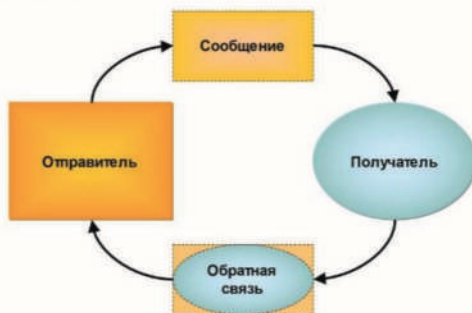 Сообщение
Отправитель
Получатель
Обратная
связь